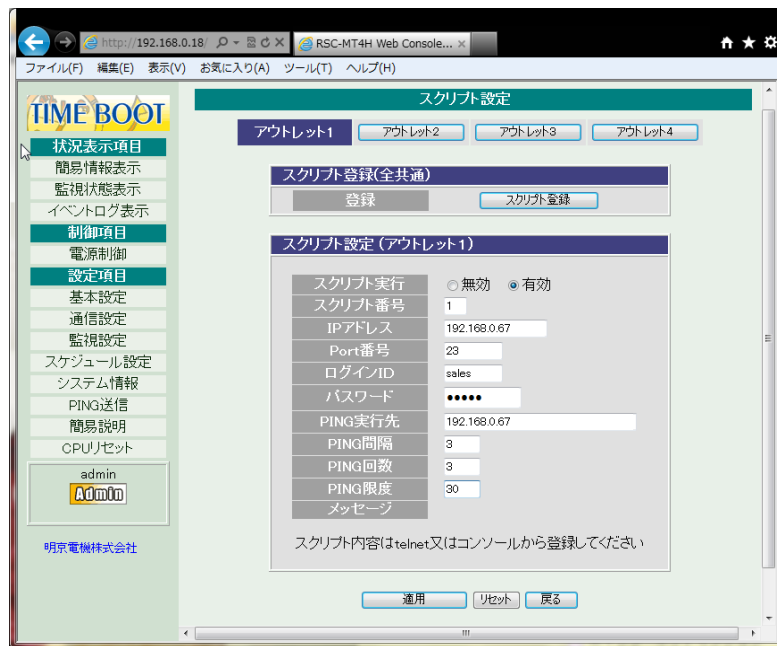 http://192.168.0.18/
RSC-MT4H Web Console...
ファイル(F) 編集(E) 表示(V) お気に入り(A) ツール(T) ヘルプ(H)
TIME BOOT
状況表示項目
簡易情報表示
監視状態表示
イベントログ表示
制御項目
電源制御
設定項目
基本設定
通信設定
監視設定
スケジュール設定
システム情報
PING送信
簡易説明
CPUリセット
admin
Admin
明京電機株式会社
スクリプト設定
アウトレット1 アウトレット2 アウトレット3 アウトレット4
スクリプト登録(全共通)
登録 スクリプト登録
スクリプト設定 (アウトレット1)
スクリプト実行 無効 有効
スクリプト番号 1
IPアドレス 192.168.0.67
Port番号 23
ログインID sales
パスワード ●●●●●
PING実行先 192.168.0.67
PING間隔 3
PING回数 3
PING限度 30
メッセージ
スクリプト内容はtelnet又はコンソールから登録してください
適用 リセット 戻る